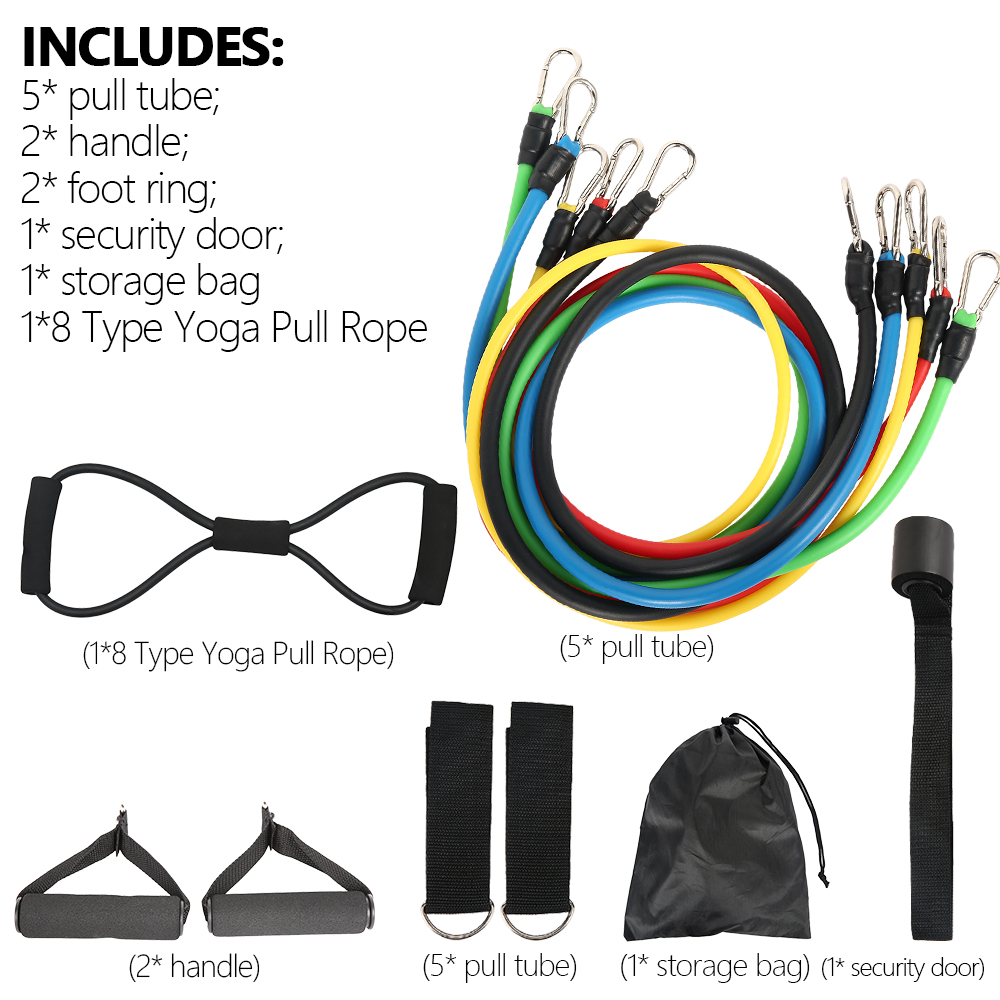 INCLUDES:
5* pull tube;
2* handle;
2* foot ring;
1* security door;
1* storage bag
1*8 Type Yoga Pull Rope
(1*8 Type Yoga Pull Rope)
(5* pull tube)
(2* handle)
(5* pull tube)
(1* storage bag)
(1* security door)